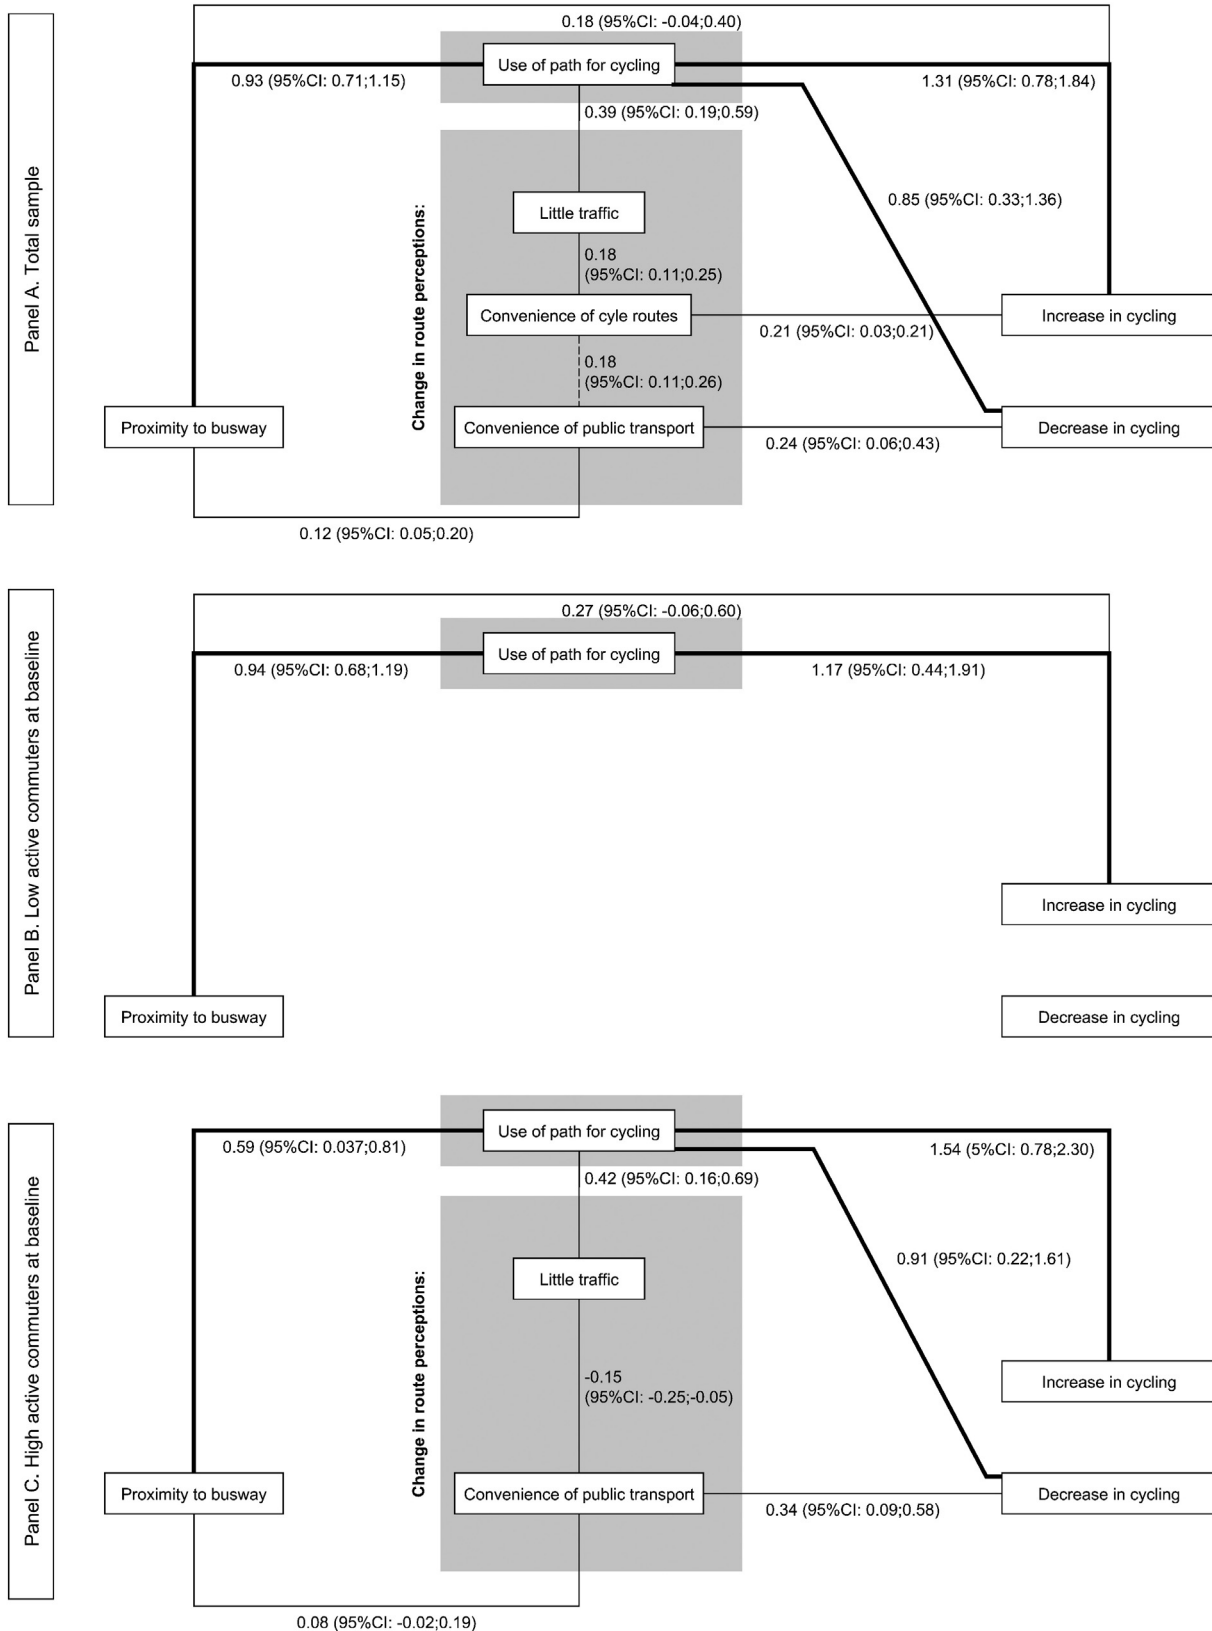 Panel A. Total sample
0.18 (95%CI: -0.04;0.40)
Use of path for cycling
0.93 (95%CI: 0.71;1.15)
1.31 (95%CI: 0.78;1.84)
0.39 (95%CI: 0.19;0.59)
Change in route perceptions:
Little traffic
0.85 (95%CI: 0.33;1.36)
0.18
(95%CI: 0.11;0.25)
Convenience of cyle routes
Increase in cycling
0.21 (95%CI: 0.03;0.21)
0.18
(95%CI: 0.11;0.26)
Proximity to busway
Convenience of public transport
Decrease in cycling
0.24 (95%CI: 0.06;0.43)
0.12 (95%CI: 0.05;0.20)
Panel B. Low active commuters at baseline
0.27 (95%CI: -0.06;0.60)
Use of path for cycling
0.94 (95%CI: 0.68;1.19)
1.17 (95%CI: 0.44;1.91)
Increase in cycling
Proximity to busway
Decrease in cycling
Panel C. High active commuters at baseline
Use of path for cycling
0.59 (95%CI: 0.037;0.81)
1.54 (5%CI: 0.78;2.30)
0.42 (95%CI: 0.16;0.69)
Change in route perceptions:
Little traffic
0.91 (95%CI: 0.22;1.61)
-0.15
(95%CI: -0.25;-0.05)
Increase in cycling
Proximity to busway
Convenience of public transport
Decrease in cycling
0.34 (95%CI: 0.09;0.58)
0.08 (95%CI: -0.02;0.19)